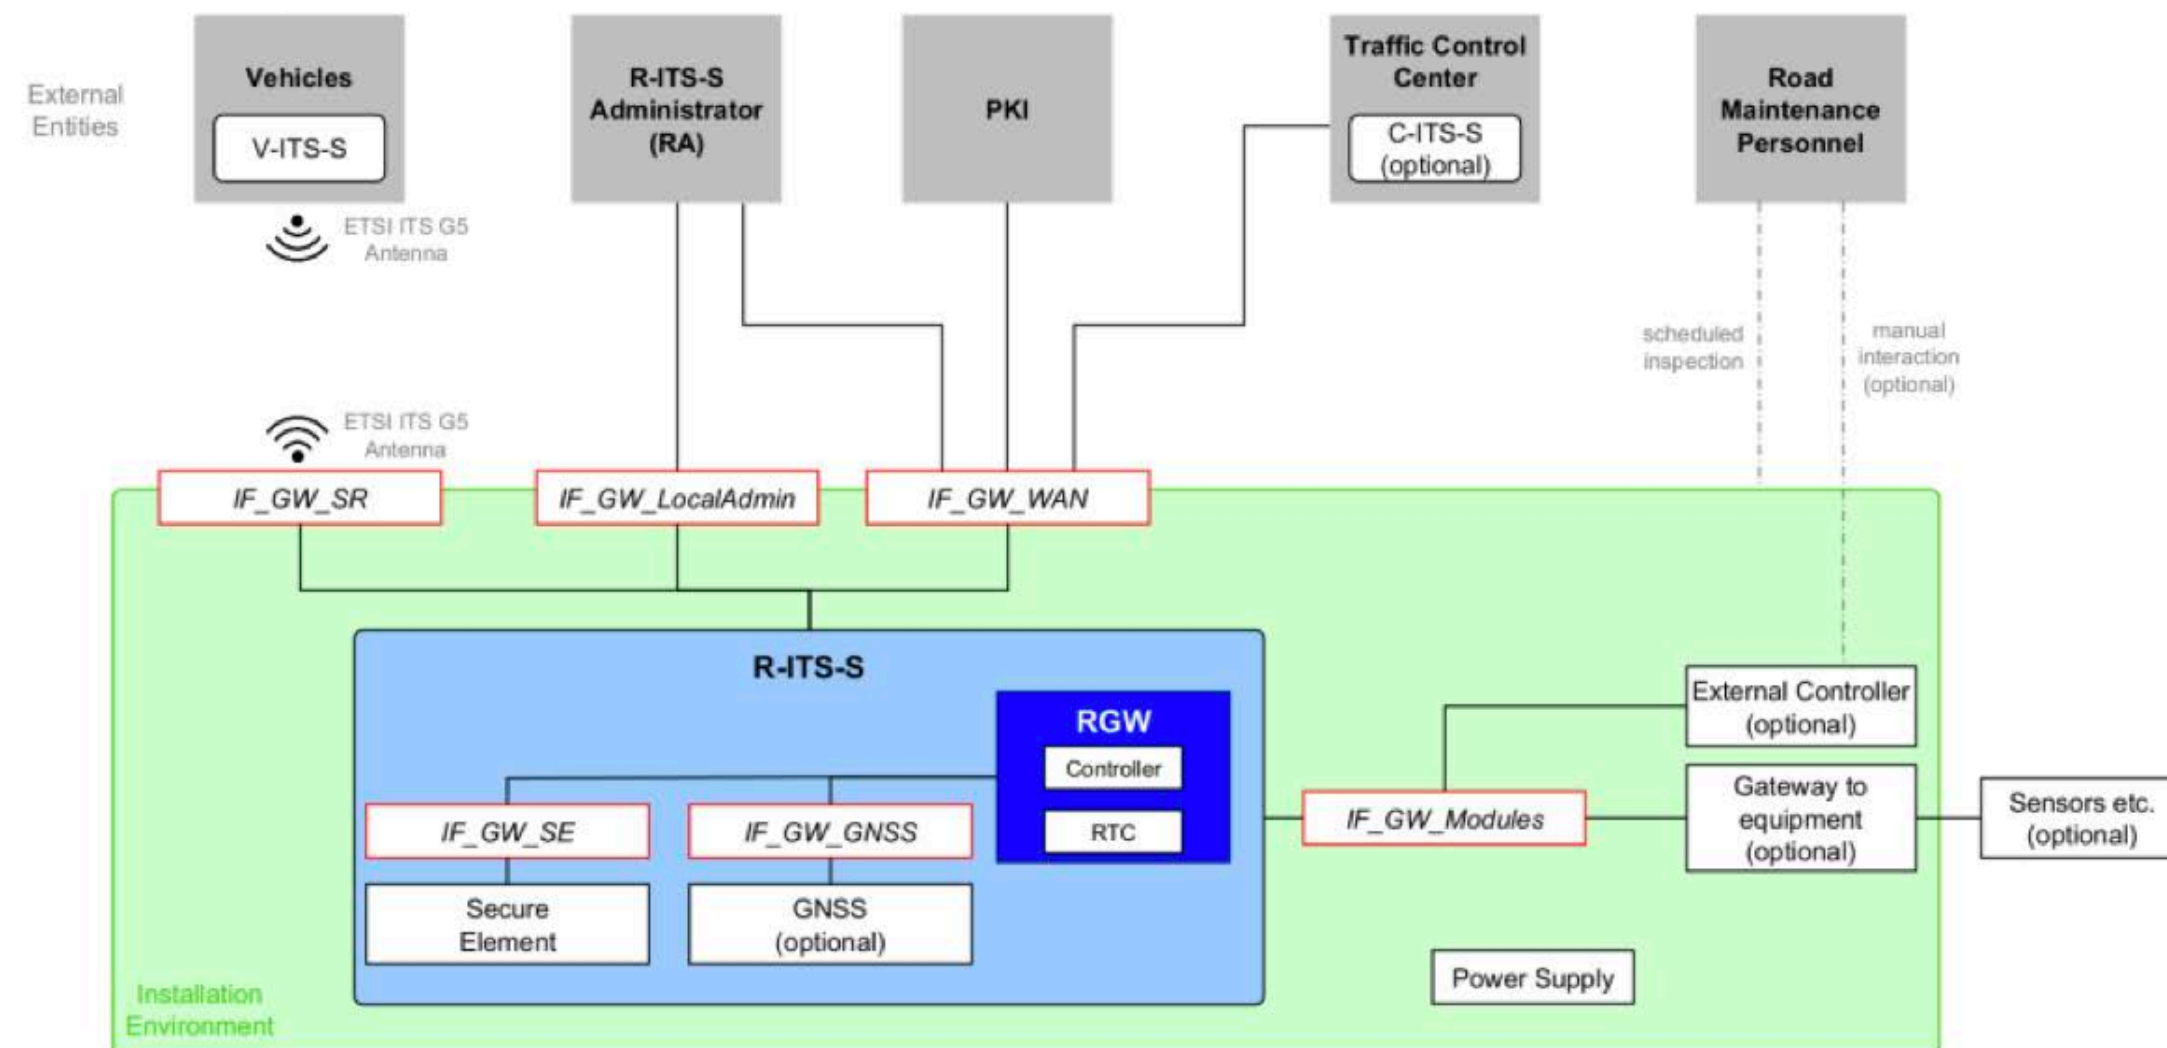 External
Entities
Vehicles
V-ITS-S
R-ITS-S
Administrator
(RA)
PKI
Traffic Control
Center
C-ITS-S
(optional)
Road
Maintenance
Personnel
ETSI ITS G5
Antenna
scheduled
inspection
manual
interaction
(optional)
ETSI ITS G5
Antenna
IF_GW_SR
IF_GW_LocalAdmin
IF_GW_WAN
R-ITS-S
RGW
Controller
RTC
IF_GW_SE
IF_GW_GNSS
Secure
Element
GNSS
(optional)
IF_GW_Modules
External Controller
(optional)
Gateway to
equipment
(optional)
Sensors etc.
(optional)
Power Supply
Installation
Environment